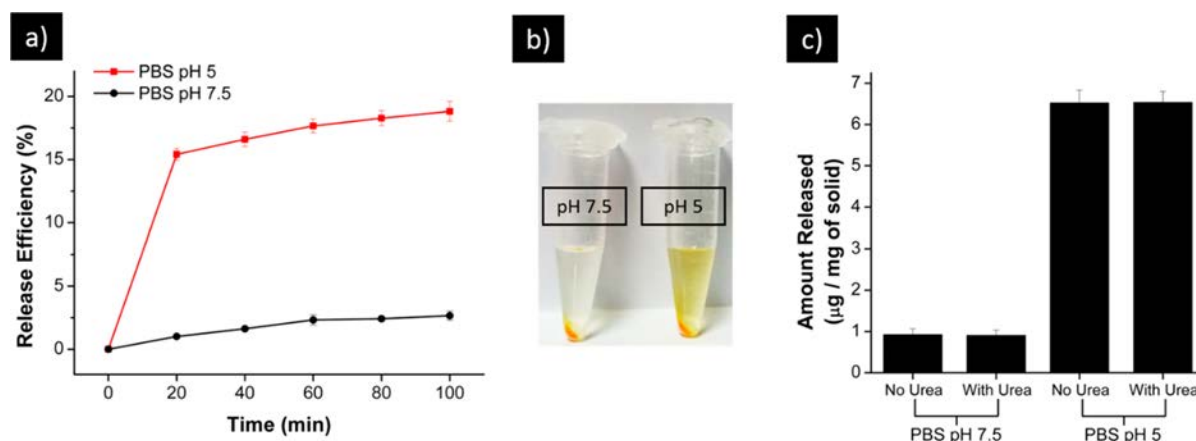 a)
PBS pH 5
PBS pH 7.5
20
15
10
5
0
Release Efficiency (%)
0 20 40 60 80 100
Time (min)
b)
pH 7.5 pH 5
c)
7
6
5
4
3
2
1
0
Amount Released
(μg / mg of solid)
No Urea With Urea No Urea With Urea
PBS pH 7.5 PBS pH 5